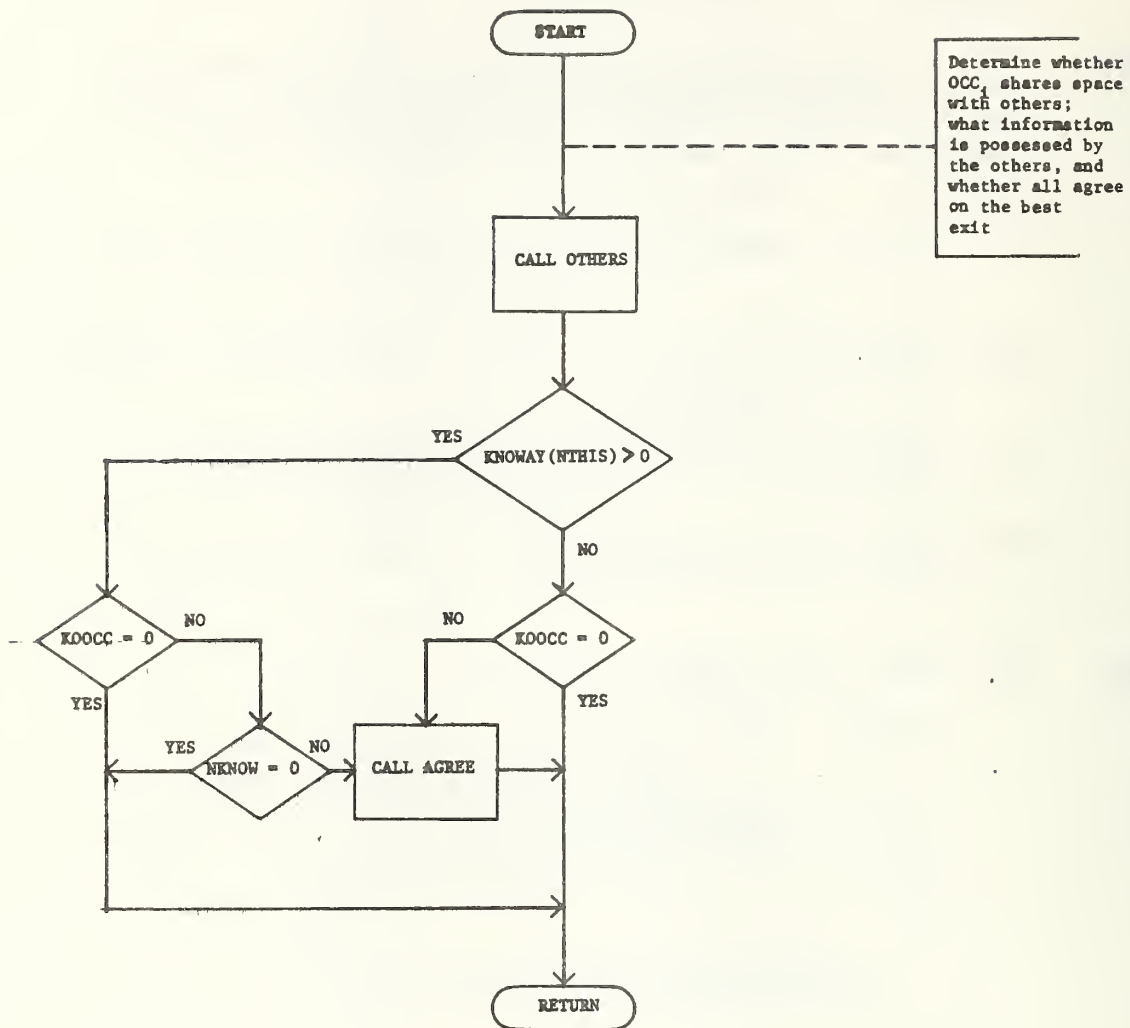 START
Determine whether
OCCi shares space
with others;
what information
is possessed by
the others, and
whether all agree
on the best
exit
CALL OTHERS
YES
KNOWAY(NTHIS) > 0
NO
KOOCC = 0
NO
NO
KOOCC = 0
YES
YES
YES
NKNOW = 0
NO
CALL AGREE
RETURN